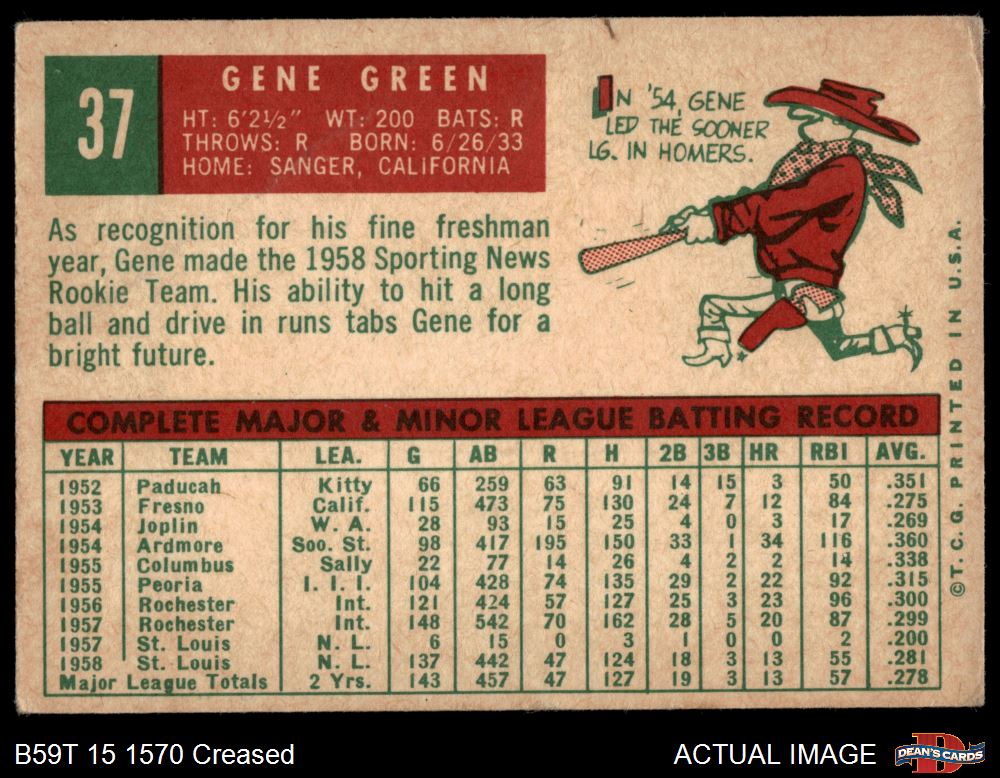 37
GENE GREEN
HT: 6'2½" WT: 200 BATS: R
THROWS: R BORN: 6/26/33
HOME: SANGER, CALIFORNIA
IN '54, GENE
LED THE SOONER
LG. IN HOMERS.
As recognition for his fine freshman
year, Gene made the 1958 Sporting News
Rookie Team. His ability to hit a long
ball and drive in runs tabs Gene for a
bright future.
COMPLETE MAJOR & MINOR LEAGUE BATTING RECORD
YEAR TEAM LEA. G AB R H 2B 3B HR RBI AVG.
1952 Paducah Kitty 66 259 63 91 14 15 3 50 .351
1953 Fresno Calif. 115 473 75 130 24 7 12 84 .275
1954 Joplin W. A. 28 93 15 25 4 0 3 17 .269
1954 Ardmore Soo. St. 98 417 195 150 33 1 34 116 .360
1955 Columbus Sally 22 77 14 26 4 2 2 14 .338
1955 Peoria I. I. I. 104 428 74 135 29 2 22 92 .315
1956 Rochester Int. 121 424 57 127 25 3 23 96 .300
1957 Rochester Int. 148 542 70 162 28 5 20 87 .299
1957 St. Louis N. L. 6 15 0 3 1 0 0 2 .200
1958 St. Louis N. L. 137 442 47 124 18 3 13 55 .281
Major League Totals 2 Yrs. 143 457 47 127 19 3 13 57 .278
©T. C. G. PRINTED IN U.S.A.
B59T 15 1570 Creased
ACTUAL IMAGE
DEAN'S CARDS